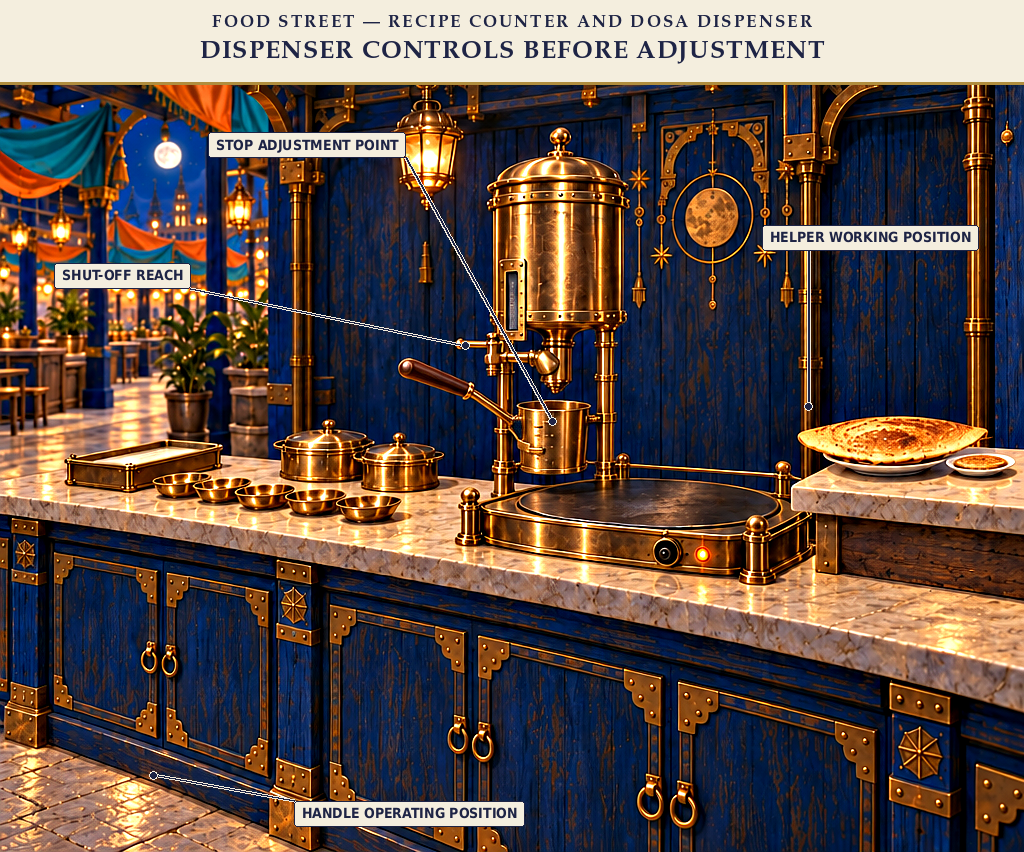 FOOD STREET — RECIPE COUNTER AND DOSA DISPENSER
DISPENSER CONTROLS BEFORE ADJUSTMENT
STOP ADJUSTMENT POINT
HELPER WORKING POSITION
SHUT-OFF REACH
HANDLE OPERATING POSITION